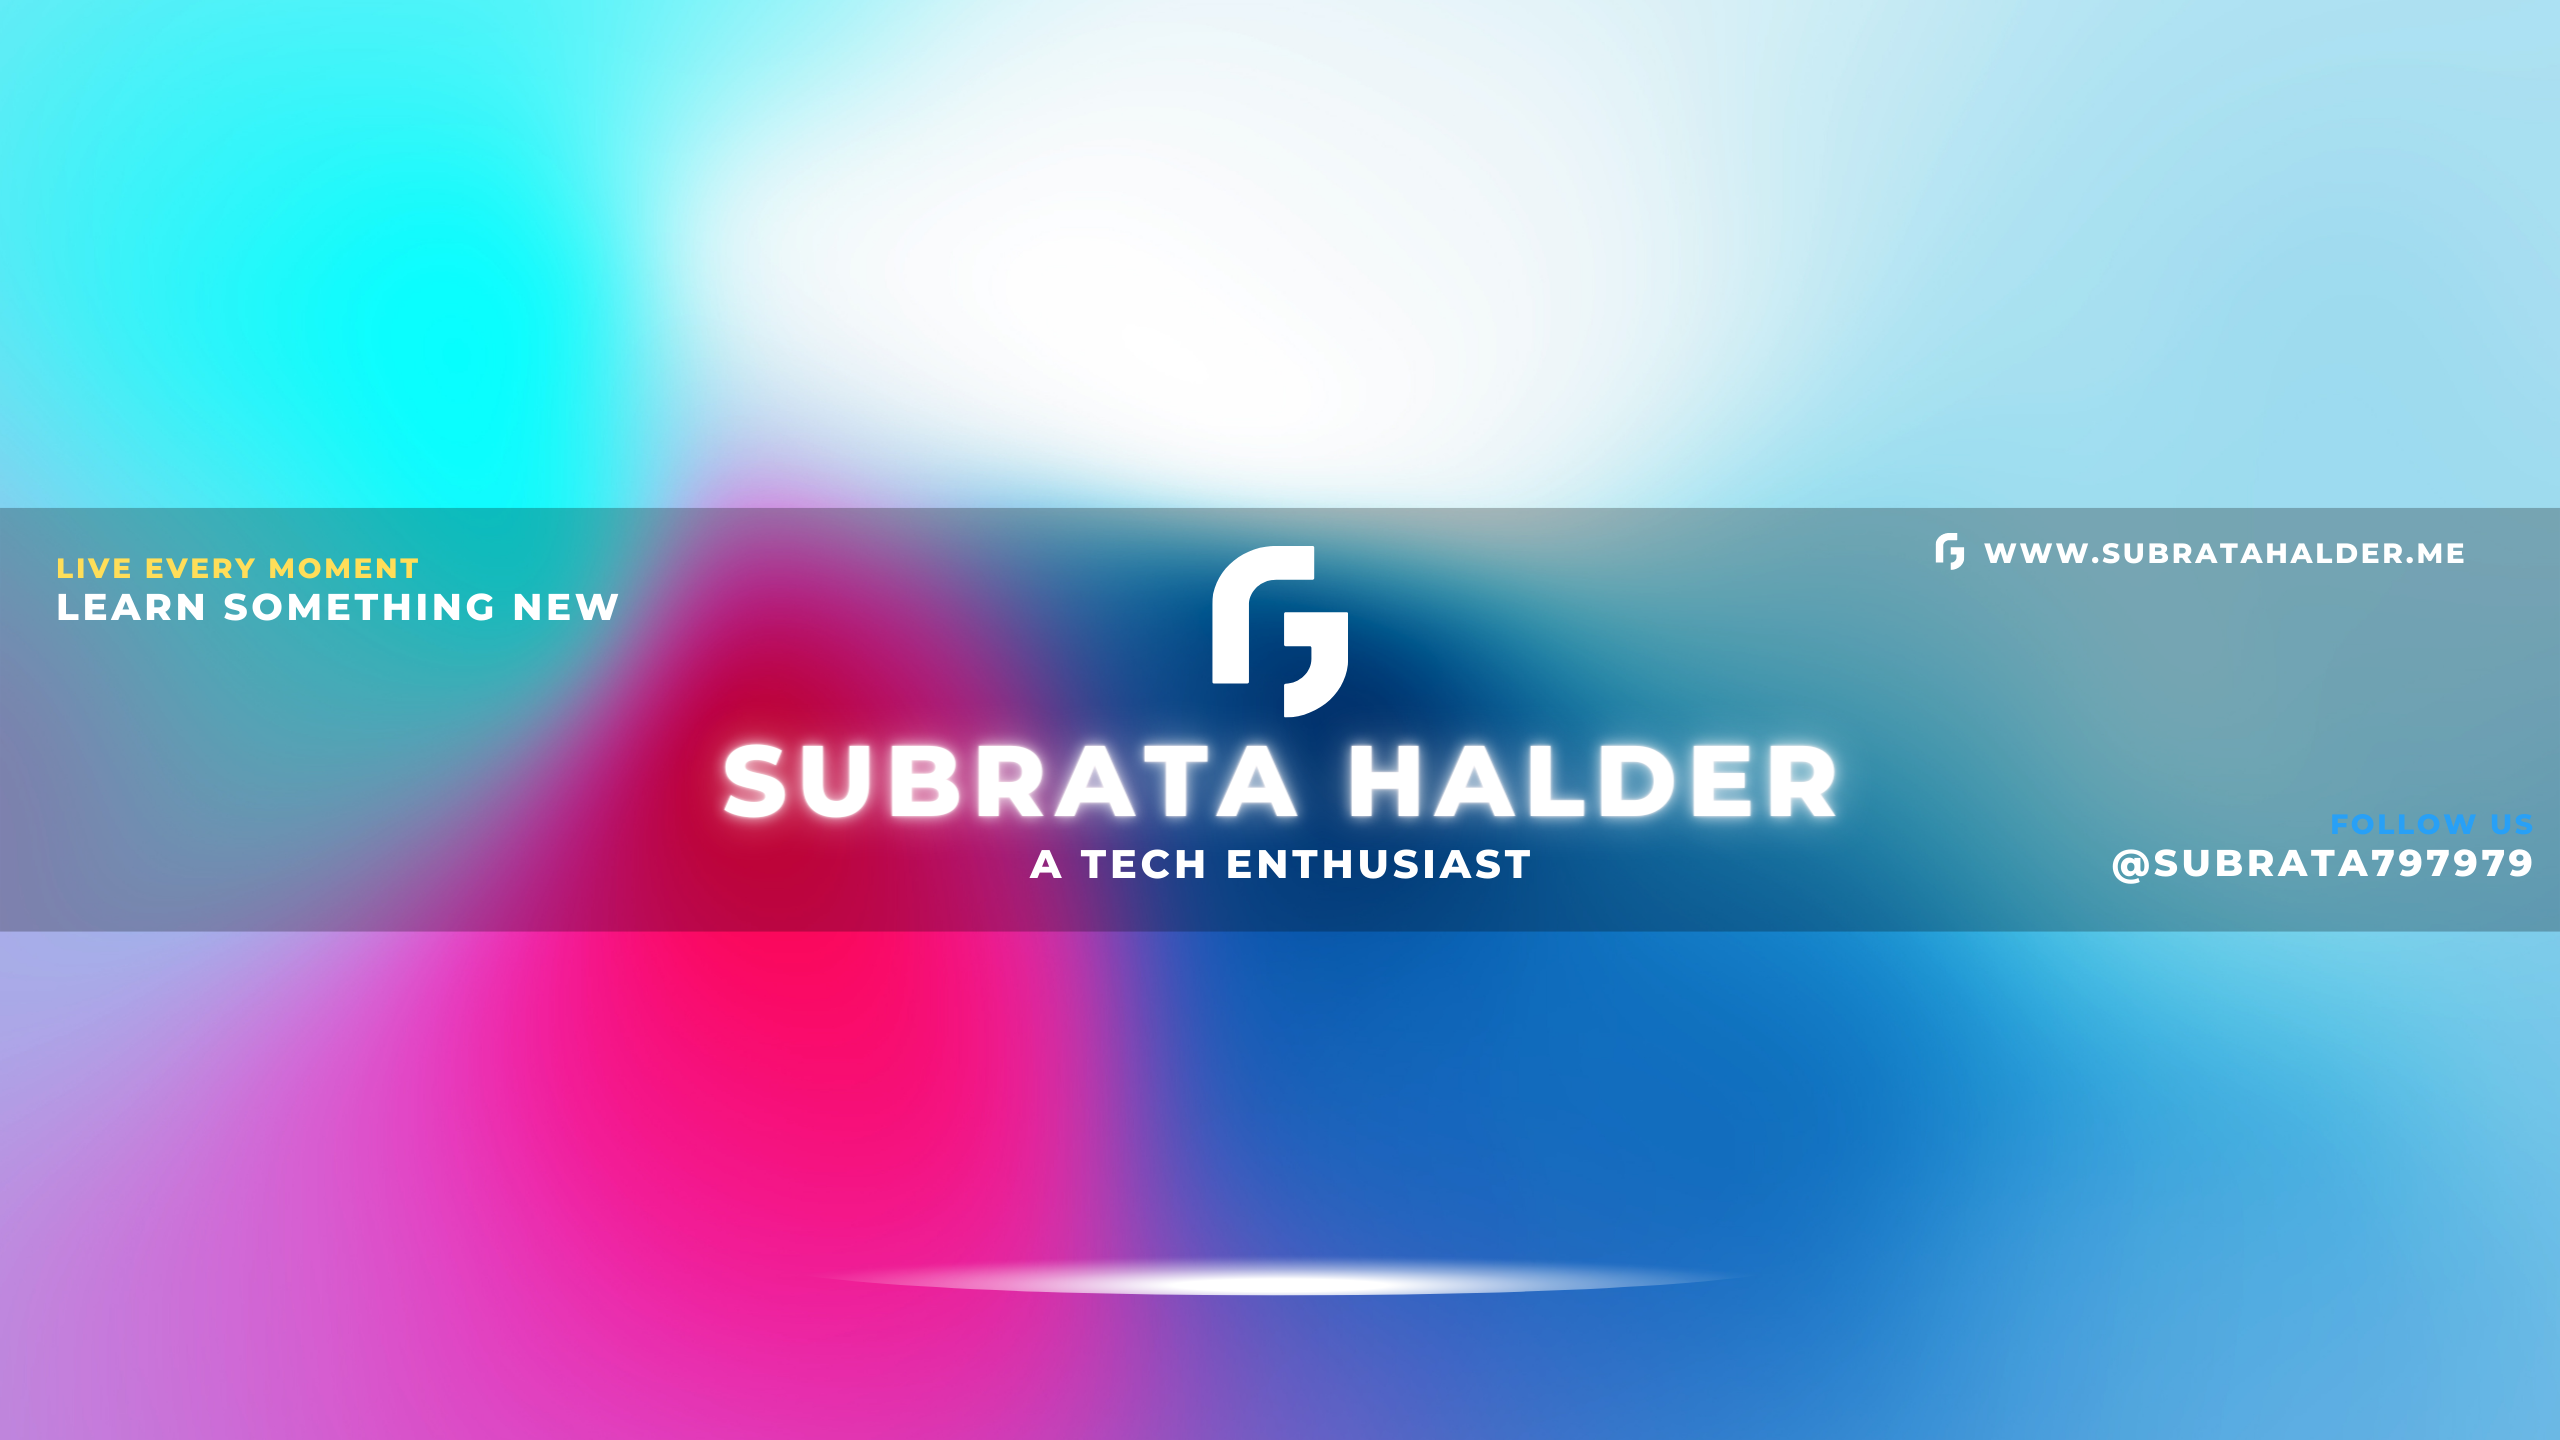 LIVE EVERY MOMENT
LEARN SOMETHING NEW
WWW.SUBRATAHALDER.ME
SUBRATA HALDER
A TECH ENTHUSIAST
FOLLOW US
@SUBRATA797979